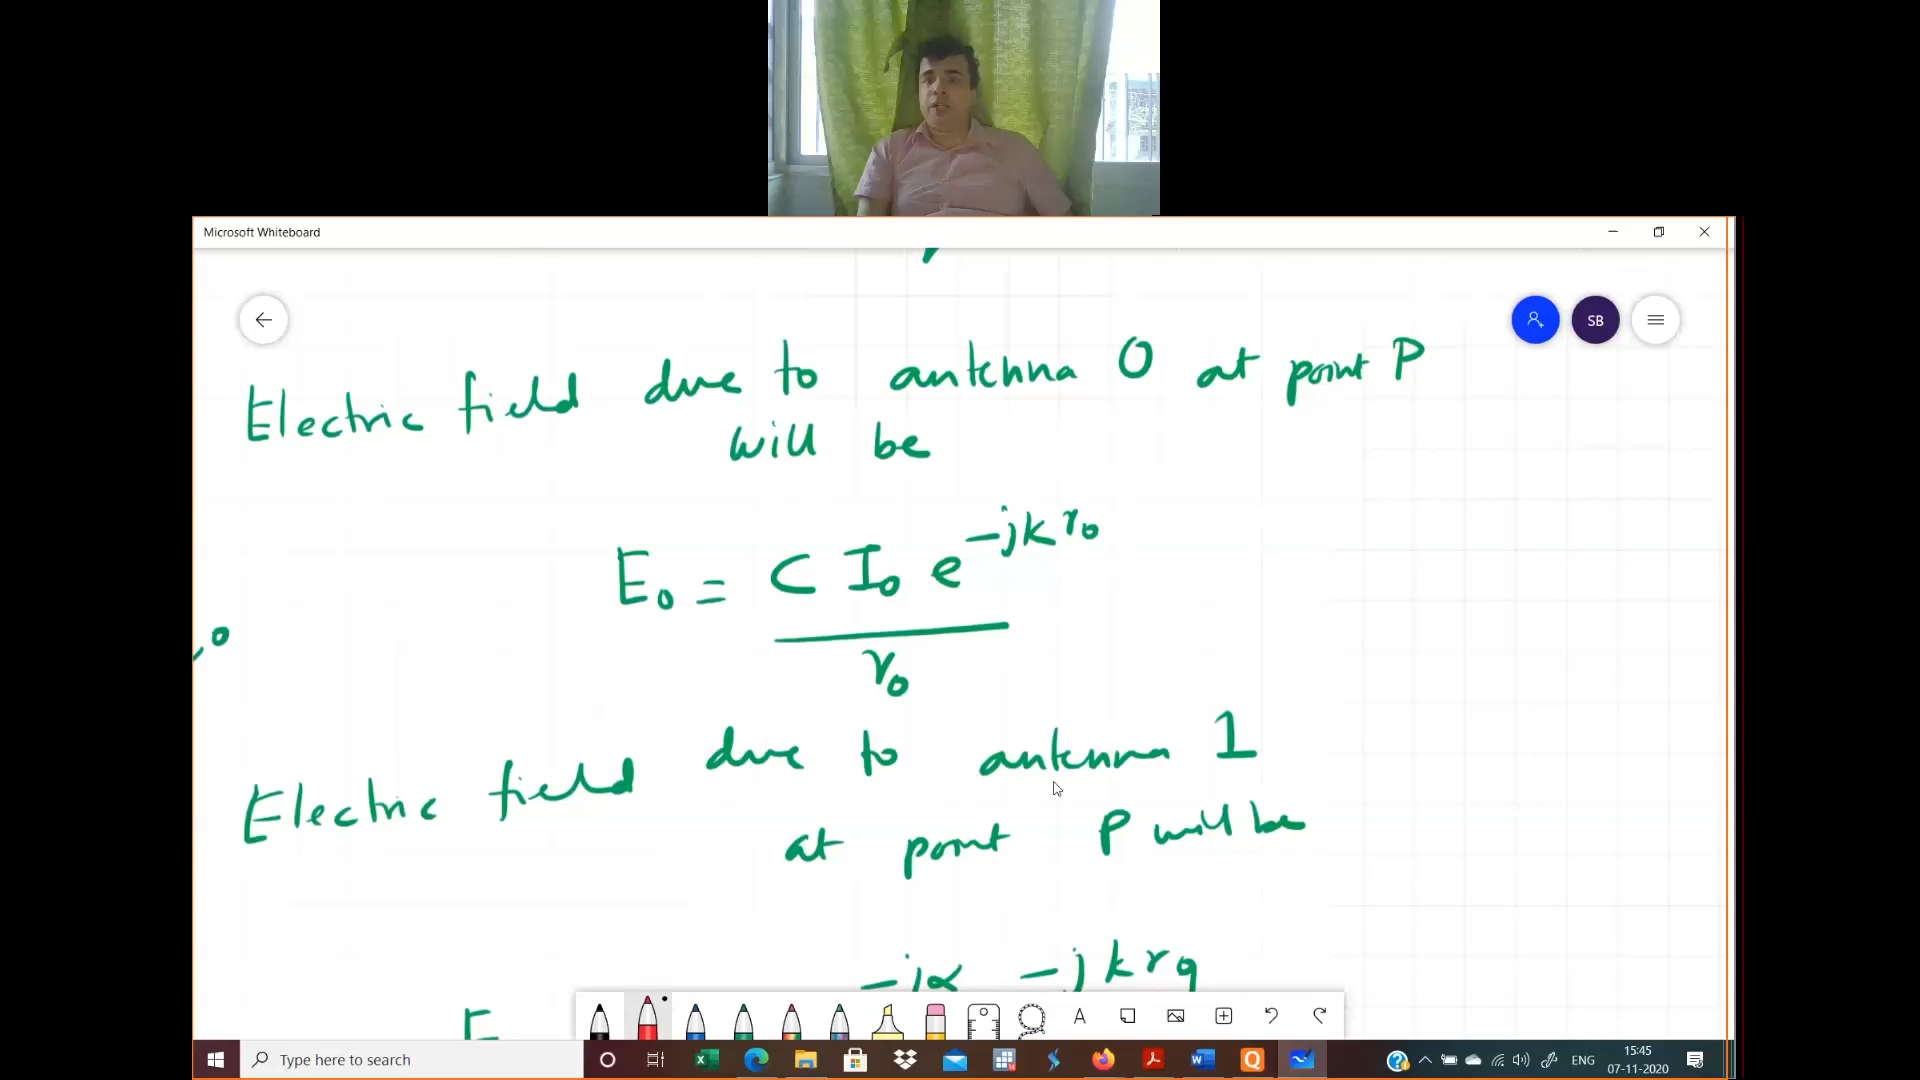 Microsoft Whiteboard
SB
Electric field due to antenna 0 at point P
will be
E₀ = C I₀ e^{-jkr₀}
r₀
Electric field due to antenna 1
at point P will be
-jα -jkr₁
E
A
Type here to search
ENG
15:45
07-11-2020